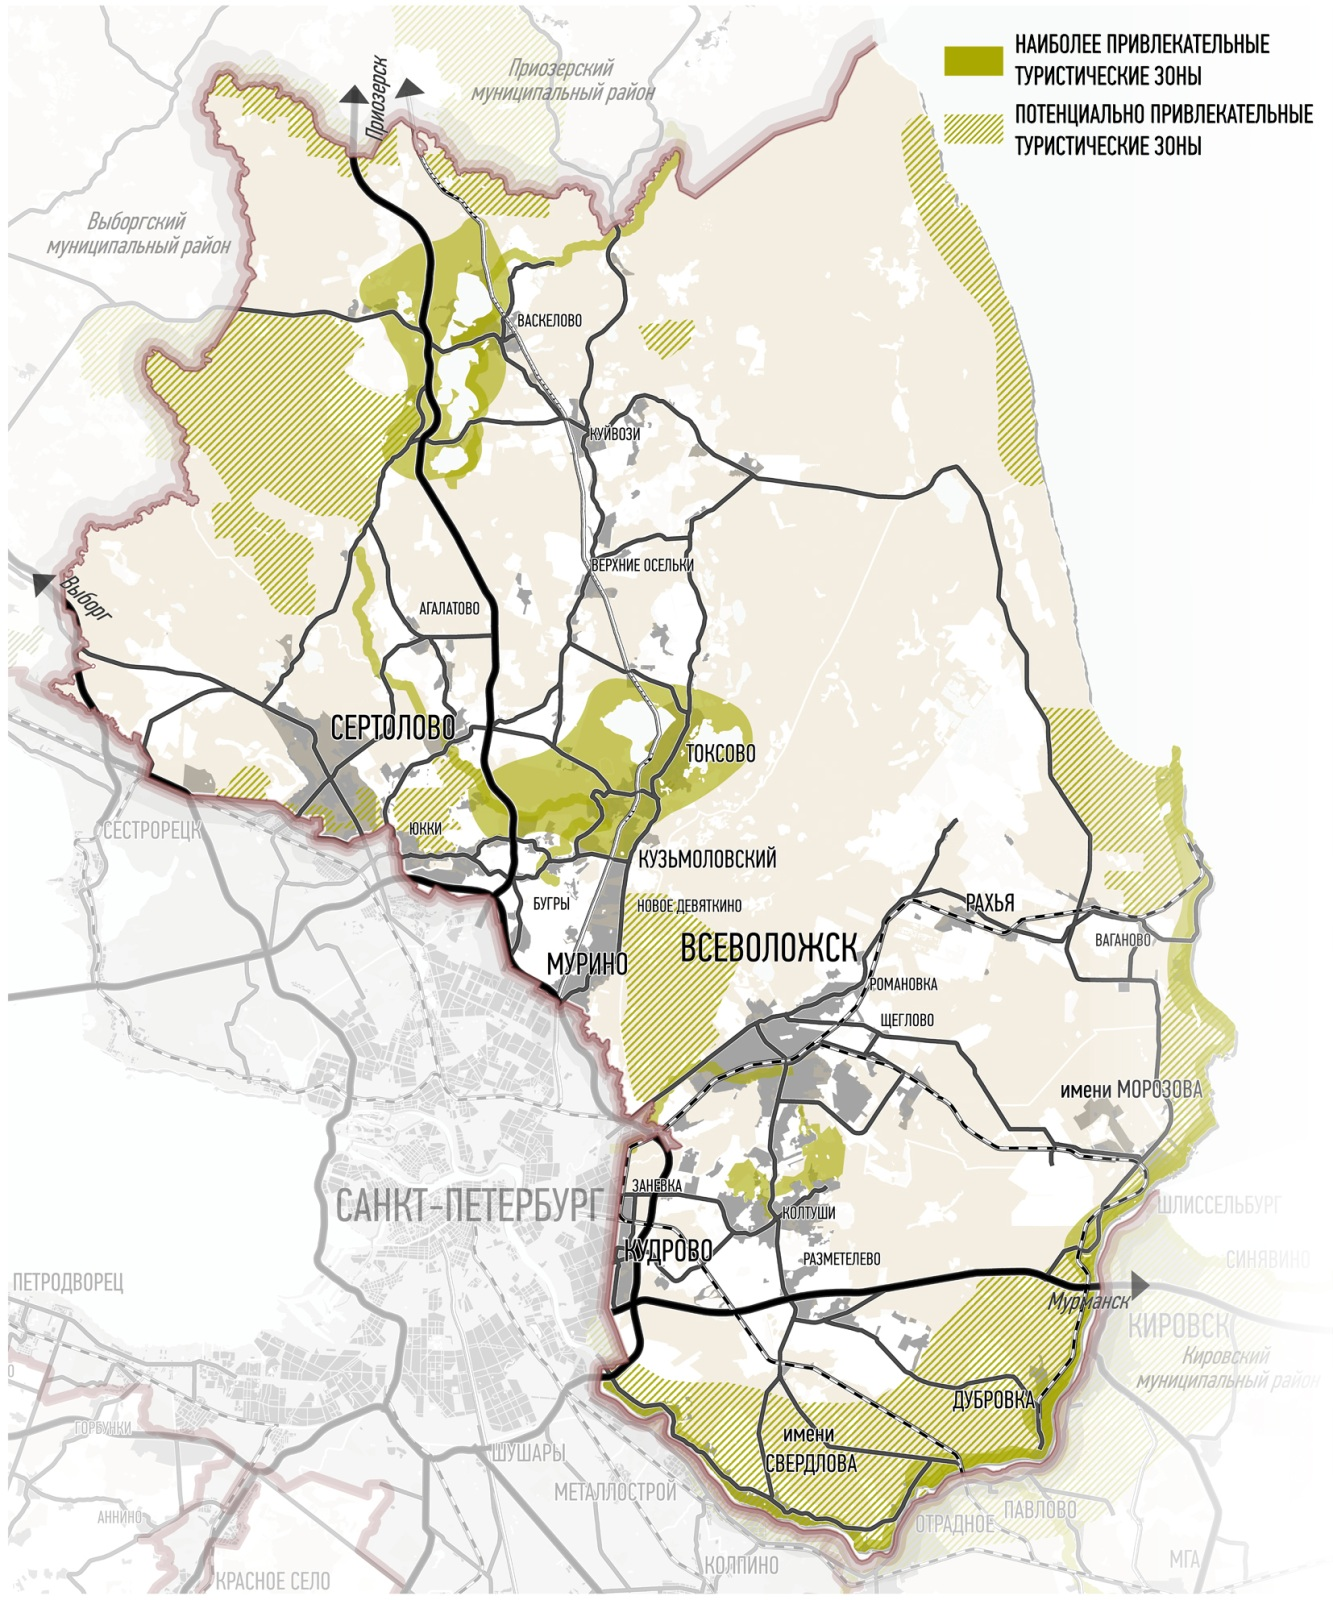 НАИБОЛЕЕ ПРИВЛЕКАТЕЛЬНЫЕ
ТУРИСТИЧЕСКИЕ ЗОНЫ
ПОТЕНЦИАЛЬНО ПРИВЛЕКАТЕЛЬНЫЕ
ТУРИСТИЧЕСКИЕ ЗОНЫ
Приозерск
Приозерский
муниципальный район
Выборгский
муниципальный район
ВАСКЕЛОВО
КУЙВОЗИ
ВЕРХНИЕ ОСЕЛЬКИ
Выборг
АГАЛАТОВО
СЕРТОЛОВО
ТОКСОВО
СЕСТРОРЕЦК
ЮККИ
КУЗЬМОЛОВСКИЙ
БУГРЫ
НОВОЕ ДЕВЯТКИНО
РАХЬЯ
ВСЕВОЛОЖСК
ВАГАНОВО
МУРИНО
РОМАНОВКА
ЩЕГЛОВО
имени МОРОЗОВА
ЗАНЕВКА
САНКТ-ПЕТЕРБУРГ
КОЛТУШИ
ШЛИССЕЛЬБУРГ
КУДРОВО
РАЗМЕТЕЛЕВО
СИНЯВИНО
ПЕТРОДВОРЕЦ
Мурманск
КИРОВСК
Кировский
муниципальный район
ДУБРОВКА
ГОРБУНКИ
имени
СВЕРДЛОВА
ШУШАРЫ
МЕТАЛЛОСТРОЙ
АННИНО
ОТРАДНОЕ
ПАВЛОВО
КОЛПИНО
МГА
КРАСНОЕ СЕЛО